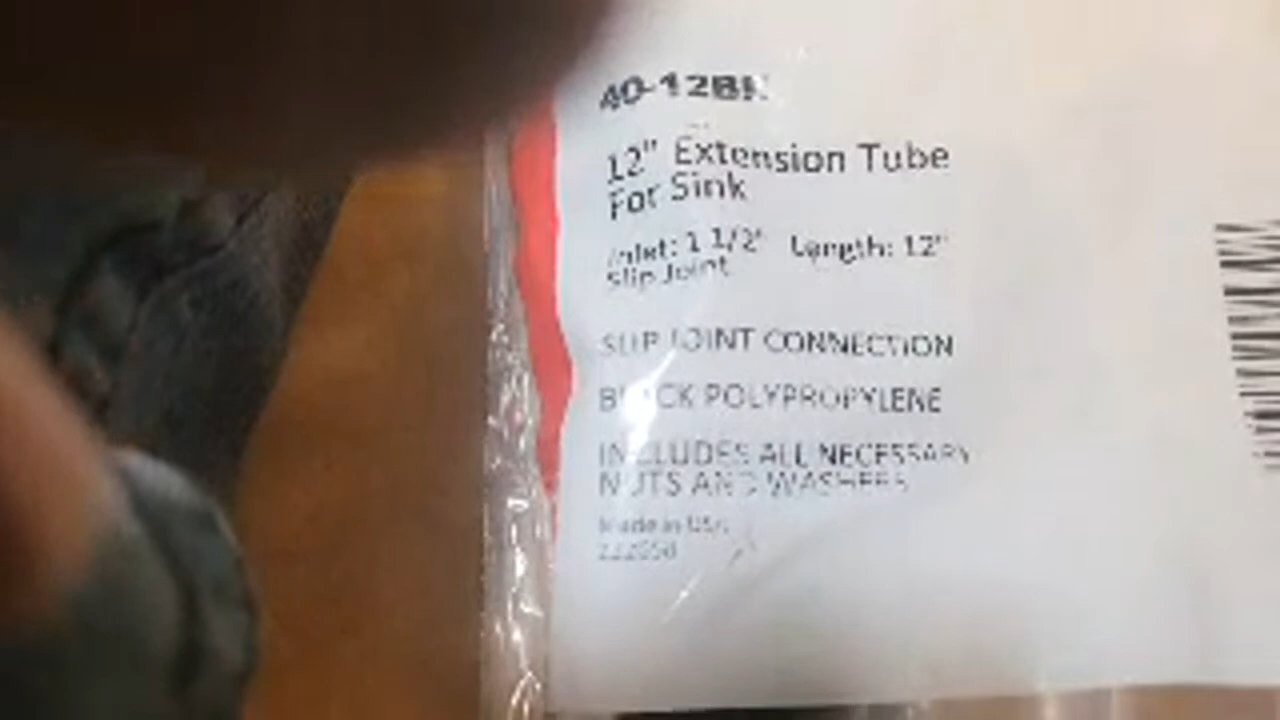 40-12BK
12" Extension Tube
For Sink
Inlet: 1 1/2" Length: 12"
Slip Joint
SLIP JOINT CONNECTION
BLACK POLYPROPYLENE
INCLUDES ALL NECESSARY
NUTS AND WASHERS
Made in USA